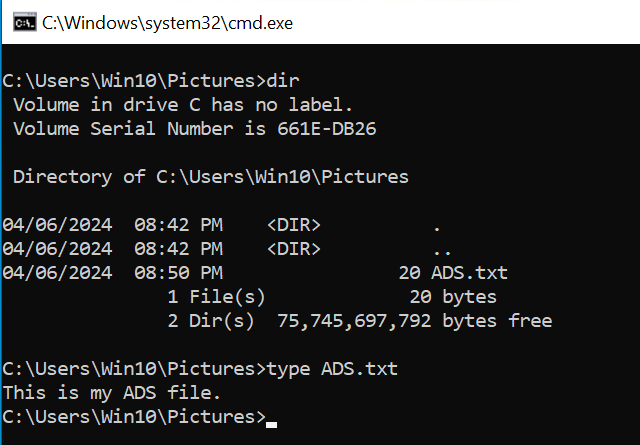 C:\Windows\system32\cmd.exe
C:\Users\Win10\Pictures>dir
 Volume in drive C has no label.
 Volume Serial Number is 661E-DB26
 Directory of C:\Users\Win10\Pictures
04/06/2024  08:42 PM    <DIR>          .
04/06/2024  08:42 PM    <DIR>          ..
04/06/2024  08:50 PM                20 ADS.txt
               1 File(s)             20 bytes
               2 Dir(s)  75,745,697,792 bytes free
C:\Users\Win10\Pictures>type ADS.txt
This is my ADS file.
C:\Users\Win10\Pictures>